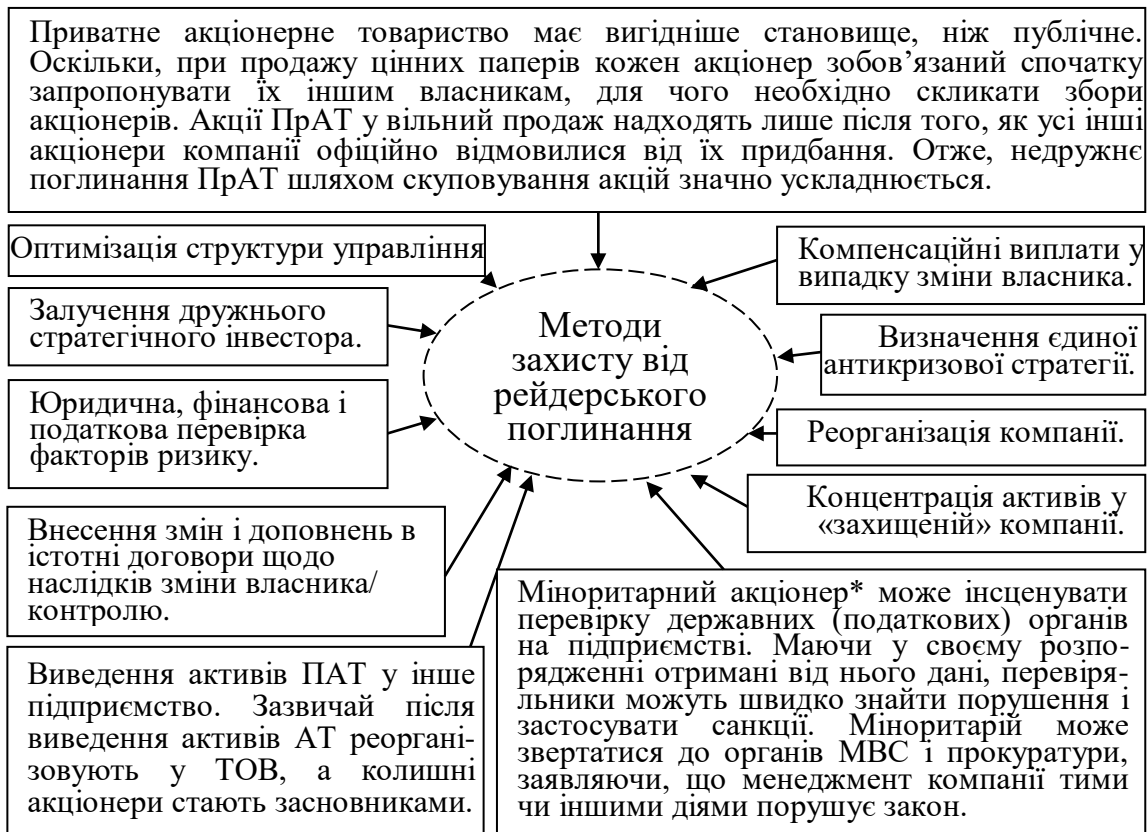 Приватне акціонерне товариство має вигідніше становище, ніж публічне.
Оскільки, при продажу цінних паперів кожен акціонер зобов’язаний спочатку
запропонувати їх іншим власникам, для чого необхідно скликати збори
акціонерів. Акції ПрАТ у вільний продаж надходять лише після того, як усі інші
акціонери компанії офіційно відмовилися від їх придбання. Отже, недружнє
поглинання ПрАТ шляхом скуповування акцій значно ускладнюється.
Оптимізація структури управління
Залучення дружнього
стратегічного інвестора.
Юридична, фінансова і
податкова перевірка
факторів ризику.
Внесення змін і доповнень в
істотні договори щодо
наслідків зміни власника/
контролю.
Виведення активів ПАТ у інше
підприємство. Зазвичай після
виведення активів АТ реоргані-
зовують у ТОВ, а колишні
акціонери стають засновниками.
Методи
захисту від
рейдерського
поглинання
Компенсаційні виплати у
випадку зміни власника.
Визначення єдиної
антикризової стратегії.
Реорганізація компанії.
Концентрація активів у
«захищеній» компанії.
Міноритарний акціонер* може інсценувати
перевірку державних (податкових) органів
на підприємстві. Маючи у своєму розпо-
рядженні отримані від нього дані, перевіря-
льники можуть швидко знайти порушення і
застосувати санкції. Міноритарій може
звертатися до органів МВС і прокуратури,
заявляючи, що менеджмент компанії тими
чи іншими діями порушує закон.